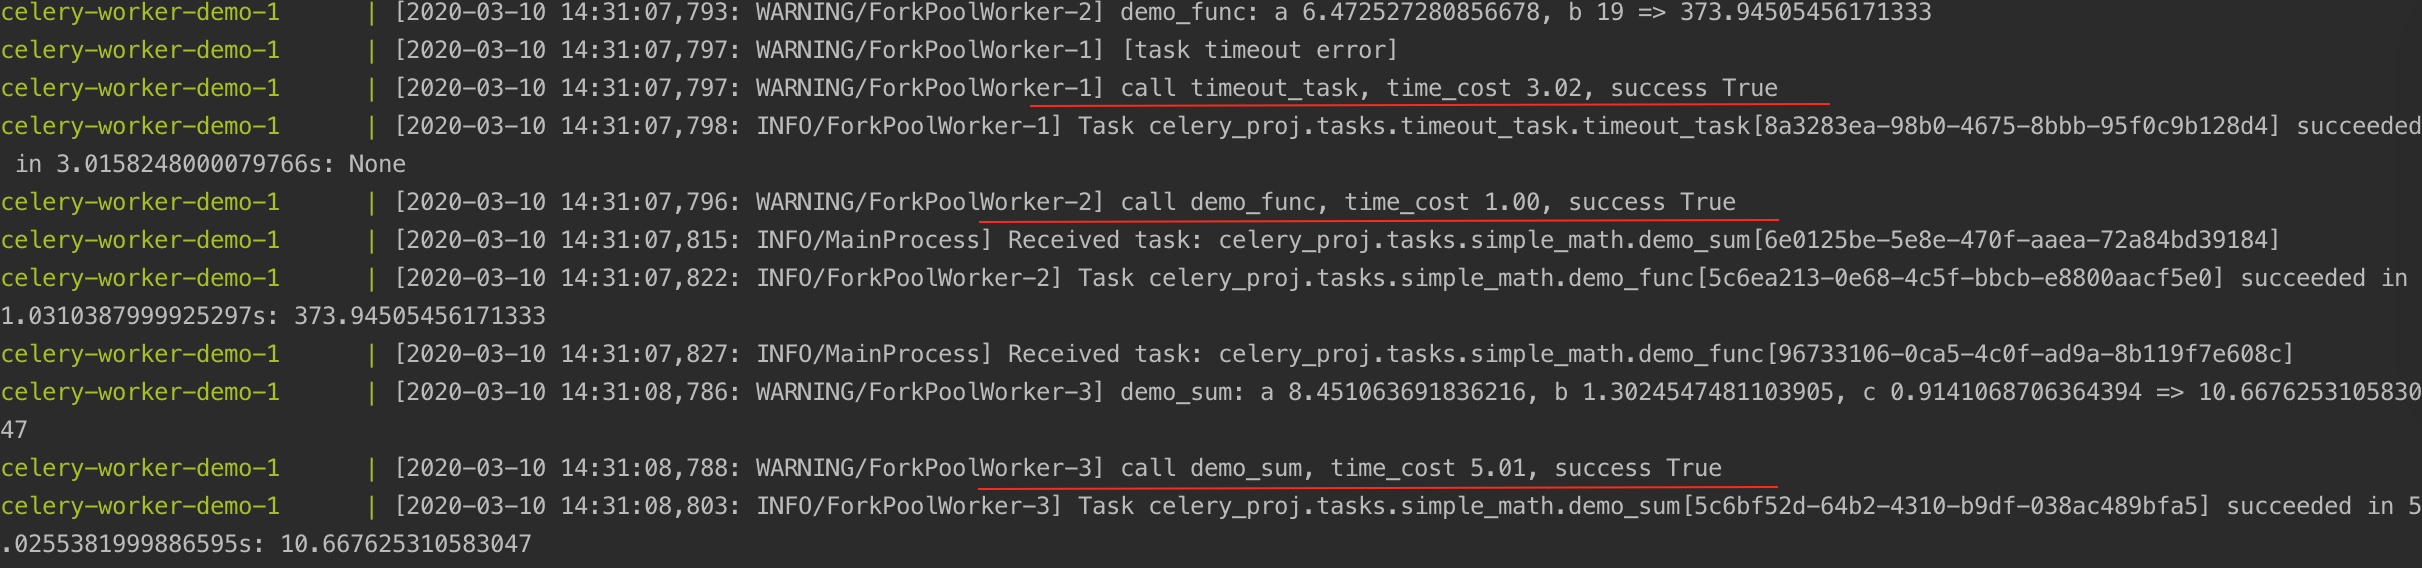 celery-worker-demo-1      | [2020-03-10 14:31:07,793: WARNING/ForkPoolWorker-2] demo_func: a 6.472527280856678, b 19 => 373.94505456171333
celery-worker-demo-1      | [2020-03-10 14:31:07,797: WARNING/ForkPoolWorker-1] [task timeout error]
celery-worker-demo-1      | [2020-03-10 14:31:07,797: WARNING/ForkPoolWorker-1] call timeout_task, time_cost 3.02, success True
celery-worker-demo-1      | [2020-03-10 14:31:07,798: INFO/ForkPoolWorker-1] Task celery_proj.tasks.timeout_task.timeout_task[8a3283ea-98b0-4675-8bbb-95f0c9b128d4] succeeded
 in 3.0158248000079766s: None
celery-worker-demo-1      | [2020-03-10 14:31:07,796: WARNING/ForkPoolWorker-2] call demo_func, time_cost 1.00, success True
celery-worker-demo-1      | [2020-03-10 14:31:07,815: INFO/MainProcess] Received task: celery_proj.tasks.simple_math.demo_sum[6e0125be-5e8e-470f-aaea-72a84bd39184]
celery-worker-demo-1      | [2020-03-10 14:31:07,822: INFO/ForkPoolWorker-2] Task celery_proj.tasks.simple_math.demo_func[5c6ea213-0e68-4c5f-bbcb-e8800aacf5e0] succeeded in
1.0310387999925297s: 373.94505456171333
celery-worker-demo-1      | [2020-03-10 14:31:07,827: INFO/MainProcess] Received task: celery_proj.tasks.simple_math.demo_func[96733106-0ca5-4c0f-ad9a-8b119f7e608c]
celery-worker-demo-1      | [2020-03-10 14:31:08,786: WARNING/ForkPoolWorker-3] demo_sum: a 8.451063691836216, b 1.3024547481103905, c 0.9141068706364394 => 10.6676253105830
47
celery-worker-demo-1      | [2020-03-10 14:31:08,788: WARNING/ForkPoolWorker-3] call demo_sum, time_cost 5.01, success True
celery-worker-demo-1      | [2020-03-10 14:31:08,803: INFO/ForkPoolWorker-3] Task celery_proj.tasks.simple_math.demo_sum[5c6bf52d-64b2-4310-b9df-038ac489bfa5] succeeded in 5
.0255381999886595s: 10.667625310583047